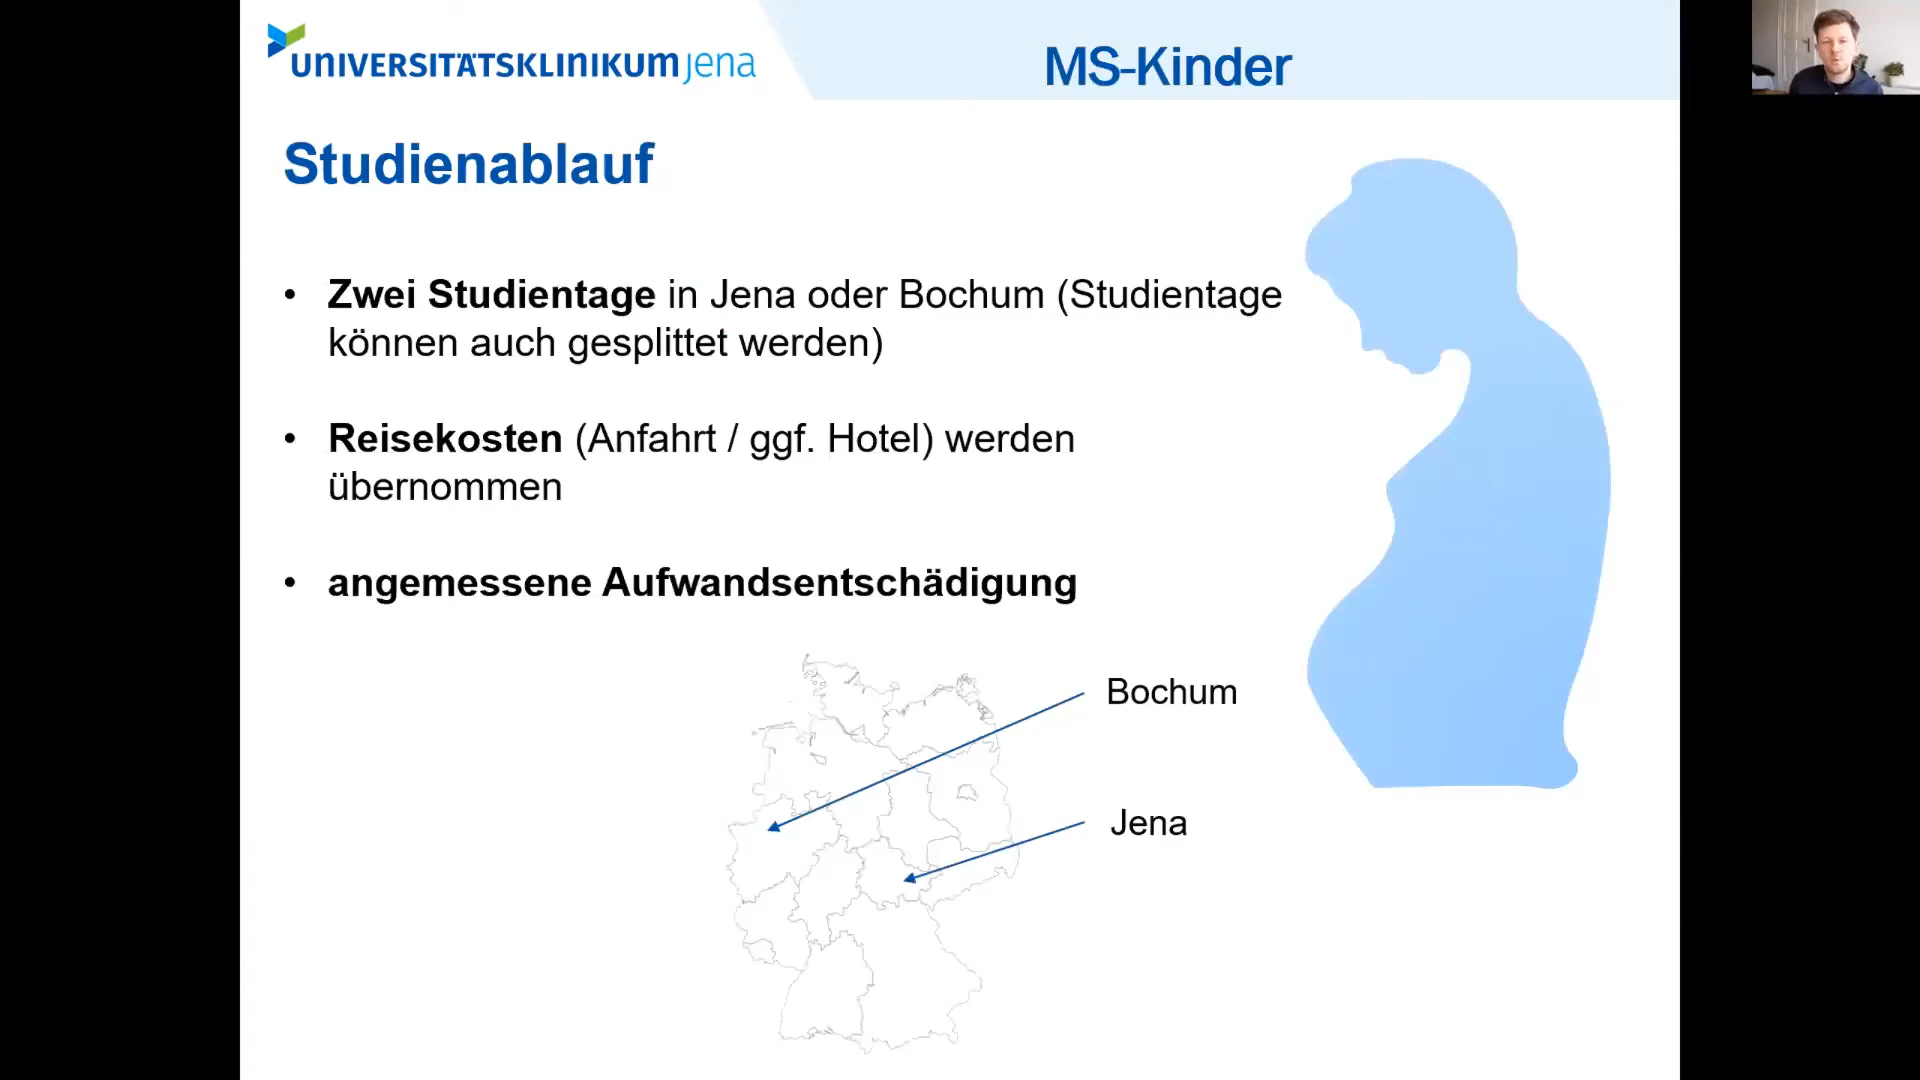 UNIVERSITÄTSKLINIKUM jena
MS-Kinder
Studienablauf
• Zwei Studientage in Jena oder Bochum (Studientage
können auch gesplittet werden)
• Reisekosten (Anfahrt / ggf. Hotel) werden
übernommen
• angemessene Aufwandsentschädigung
Bochum
Jena